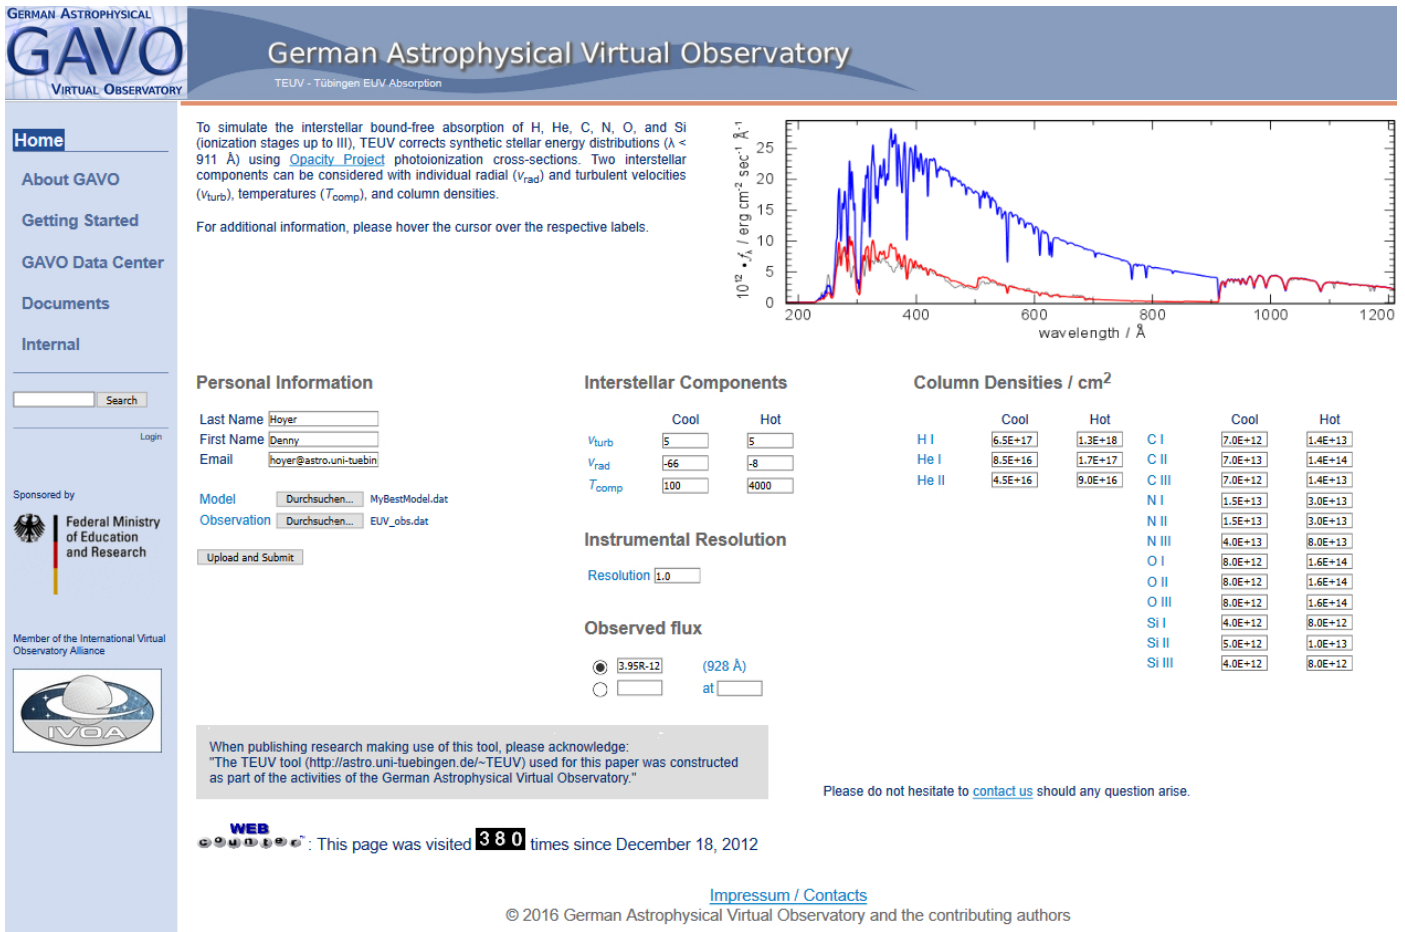 GERMAN ASTROPHYSICAL
GAVO
VIRTUAL OBSERVATORY
German Astrophysical Virtual Observatory
TEUV - Tübingen EUV Absorption
Home
About GAVO
Getting Started
GAVO Data Center
Documents
Internal
Search
Login
Sponsored by
Federal Ministry
of Education
and Research
Member of the International Virtual
Observatory Alliance
IVOA
To simulate the interstellar bound-free absorption of H, He, C, N, O, and Si
(ionization stages up to III), TEUV corrects synthetic stellar energy distributions (λ <
911 Å) using Opacity Project photoionization cross-sections. Two interstellar
components can be considered with individual radial (vrad) and turbulent velocities
(vturb), temperatures (Tcomp), and column densities.
For additional information, please hover the cursor over the respective labels.
10¹² • fλ / erg cm⁻² sec⁻¹ Å⁻¹
25
20
15
10
5
0
200 400 600 800 1000 1200
wavelength / Å
Personal Information
Last Name Hoyer
First Name Denny
Email hoyer@astro.uni-tuebin
Model Durchsuchen... MyBestModel.dat
Observation Durchsuchen... EUV_obs.dat
Upload and Submit
Interstellar Components
Cool Hot
vturb 5 5
vrad -66 -8
Tcomp 100 4000
Instrumental Resolution
Resolution 1.0
Observed flux
3.95R-12 (928 Å)
at
Column Densities / cm²
Cool Hot
H I 6.5E+17 1.3E+18
He I 8.5E+16 1.7E+17
He II 4.5E+16 9.0E+16
Cool Hot
C I 7.0E+12 1.4E+13
C II 7.0E+13 1.4E+14
C III 7.0E+12 1.4E+13
N I 1.5E+13 3.0E+13
N II 1.5E+13 3.0E+13
N III 4.0E+13 8.0E+13
O I 8.0E+12 1.6E+14
O II 8.0E+12 1.6E+14
O III 8.0E+12 1.6E+14
Si I 4.0E+12 8.0E+12
Si II 5.0E+12 1.0E+13
Si III 4.0E+12 8.0E+12
When publishing research making use of this tool, please acknowledge:
"The TEUV tool (http://astro.uni-tuebingen.de/~TEUV) used for this paper was constructed
as part of the activities of the German Astrophysical Virtual Observatory."
Please do not hesitate to contact us should any question arise.
WEB
counter™ : This page was visited 380 times since December 18, 2012
Impressum / Contacts
© 2016 German Astrophysical Virtual Observatory and the contributing authors